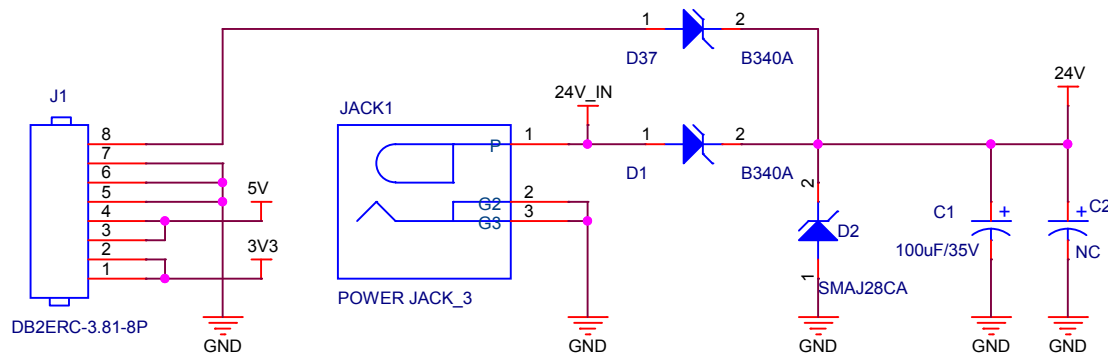 1
2
D37
B340A
J1
JACK1
24V_IN
24V
8
7
6
5
4
3
2
1
5V
3V3
P
1
G2
2
G3
3
1
2
D1
B340A
2
D2
1
SMAJ28CA
C1
+
100uF/35V
+
C2
NC
POWER JACK_3
DB2ERC-3.81-8P
GND
GND
GND
GND
GND